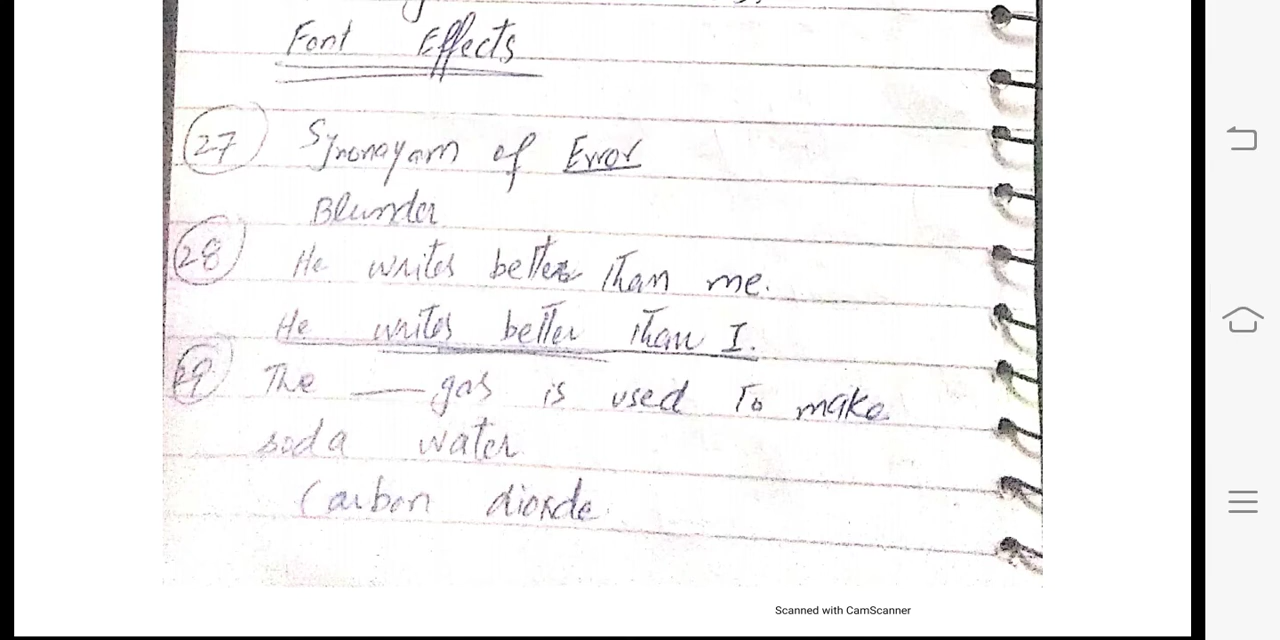 Font Effects
27 Synonayam of Error
Blunder
28 He writes better than me.
He writes better than I.
29 The — gas is used to make
soda water
Carbon dioxde
Scanned with CamScanner